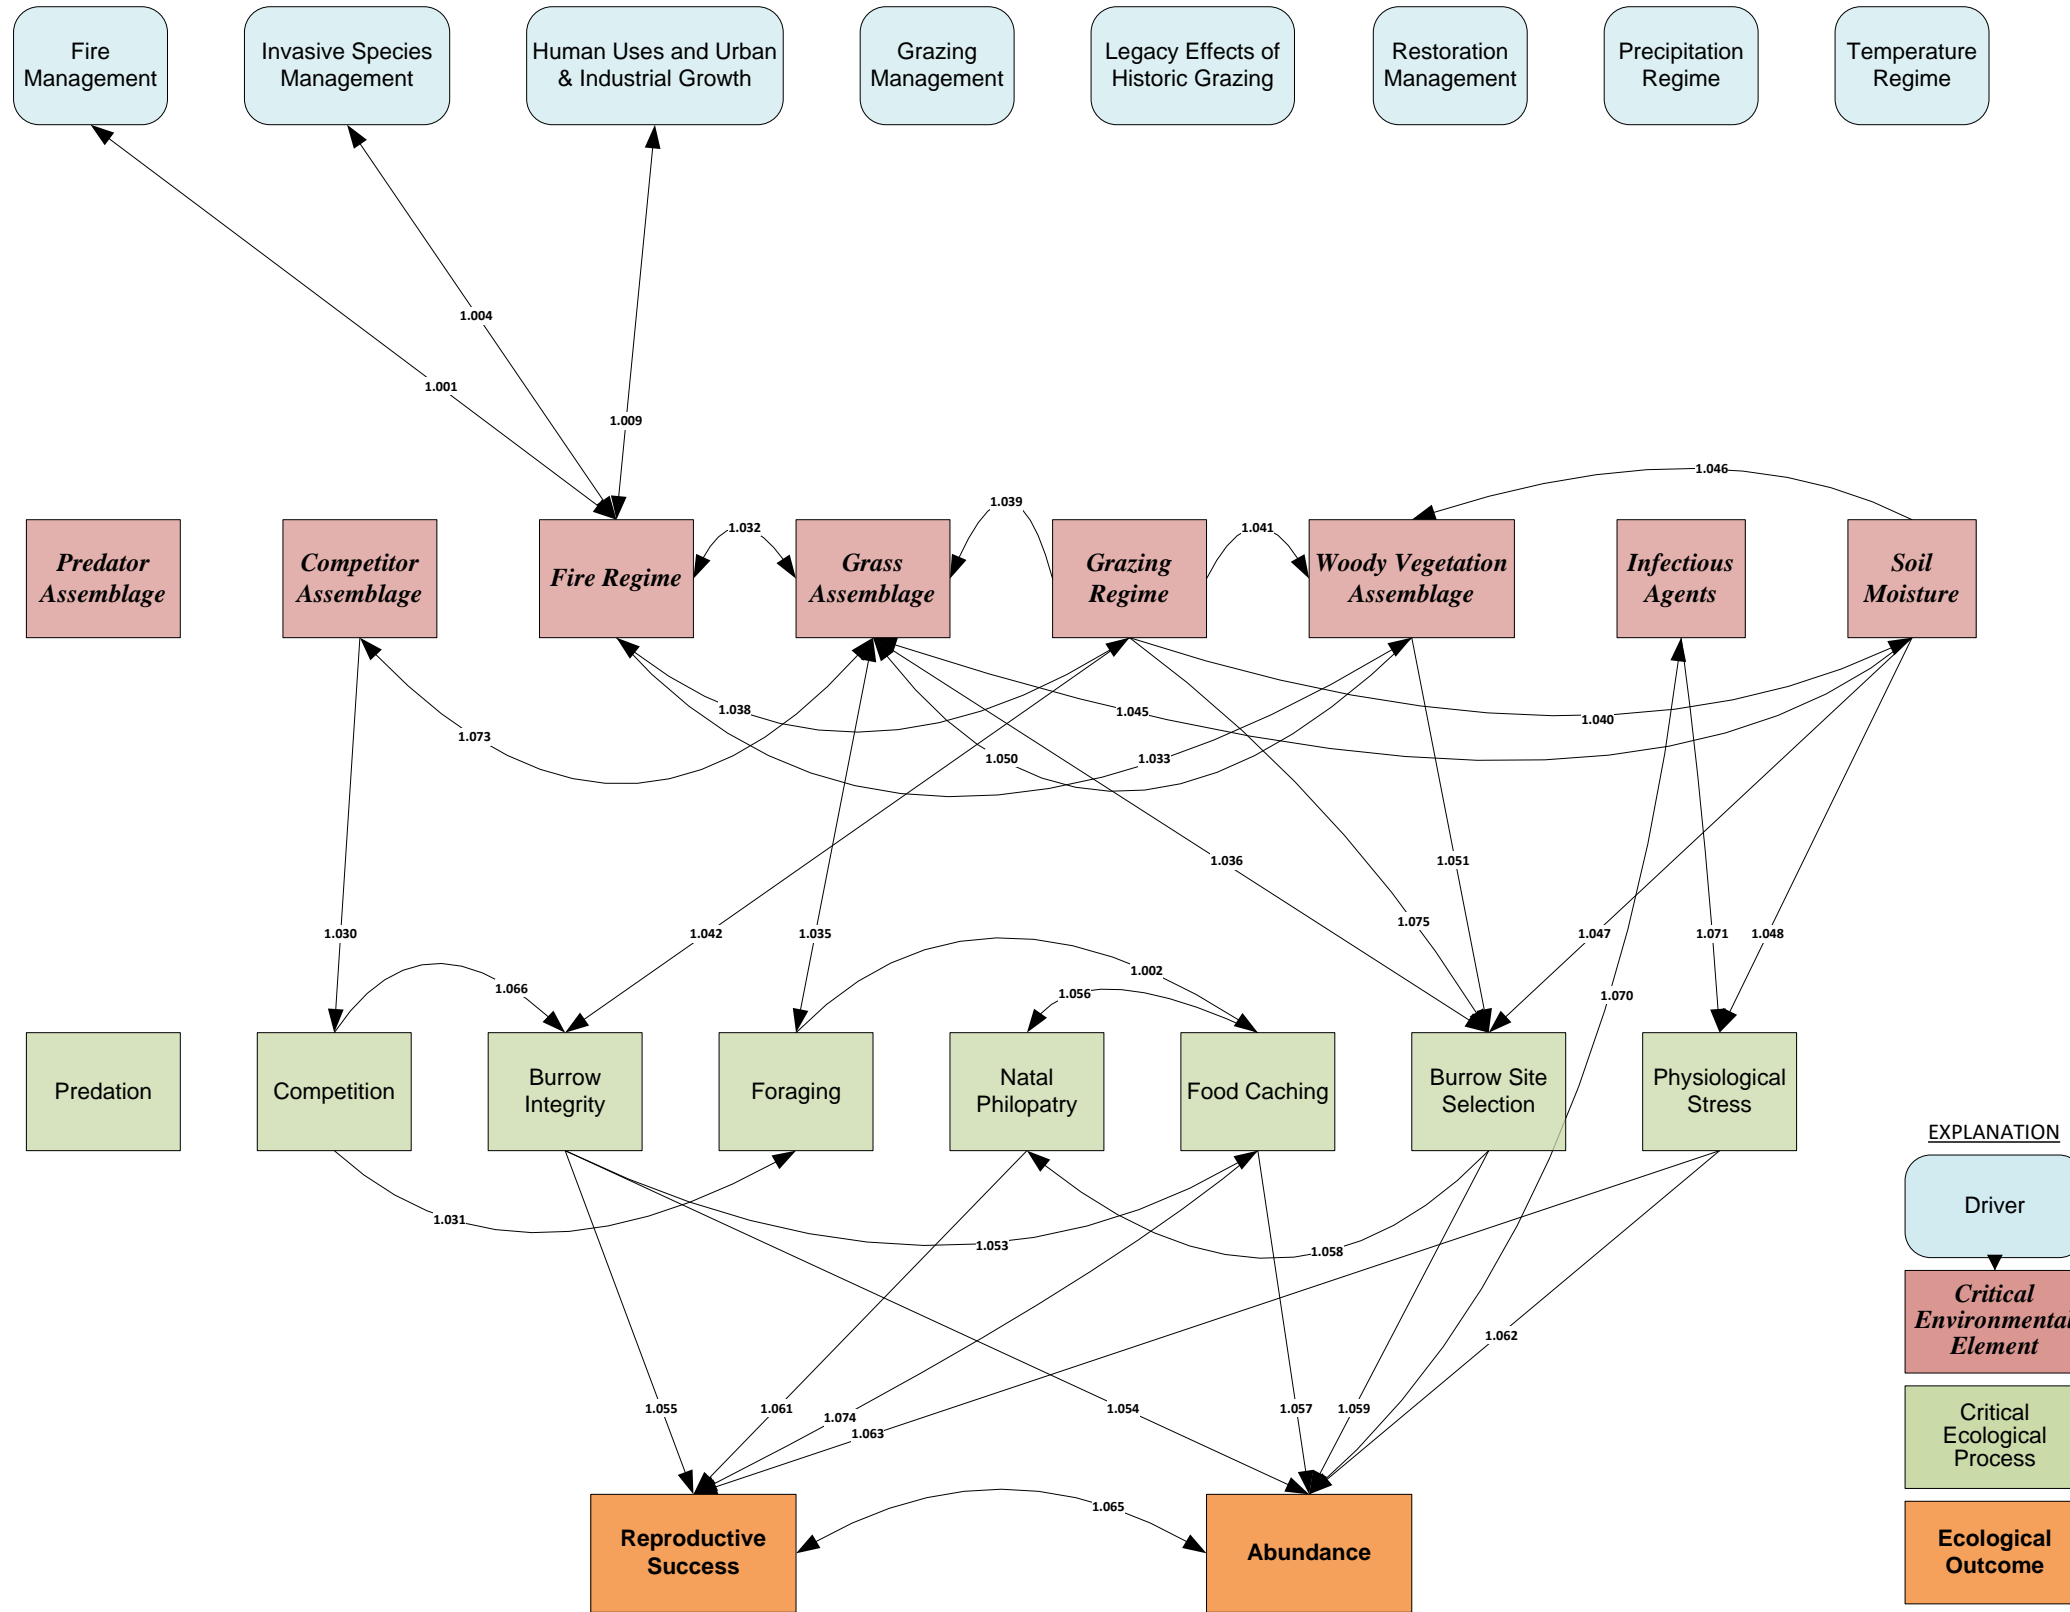 Fire
Management
Invasive Species
Management
Human Uses and Urban
& Industrial Growth
Grazing
Management
Legacy Effects of
Historic Grazing
Restoration
Management
Precipitation
Regime
Temperature
Regime
1.004
1.001
1.009
1.046
1.032
1.039
1.041
Predator
Assemblage
Competitor
Assemblage
Fire Regime
Grass
Assemblage
Grazing
Regime
Woody Vegetation
Assemblage
Infectious
Agents
Soil
Moisture
1.038
1.045
1.040
1.073
1.050
1.033
1.036
1.051
1.075
1.030
1.042
1.035
1.047
1.071
1.048
1.002
1.066
1.056
1.070
Predation
Competition
Burrow
Integrity
Foraging
Natal
Philopatry
Food Caching
Burrow Site
Selection
Physiological
Stress
1.031
1.053
1.058
1.062
1.055
1.061
1.074
1.063
1.054
1.057
1.059
1.065
Reproductive
Success
Abundance
EXPLANATION
Driver
Critical
Environmental
Element
Critical
Ecological
Process
Ecological
Outcome